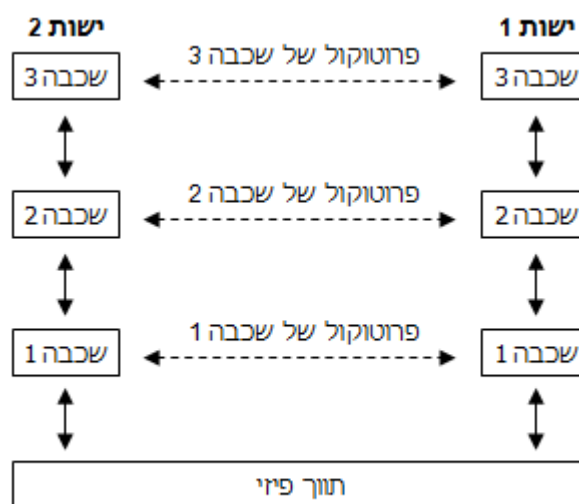 ישות 1
ישות 2
שכבה 3
פרוטוקול של שכבה 3
שכבה 3
שכבה 2
פרוטוקול של שכבה 2
שכבה 2
שכבה 1
פרוטוקול של שכבה 1
שכבה 1
תווך פיזי